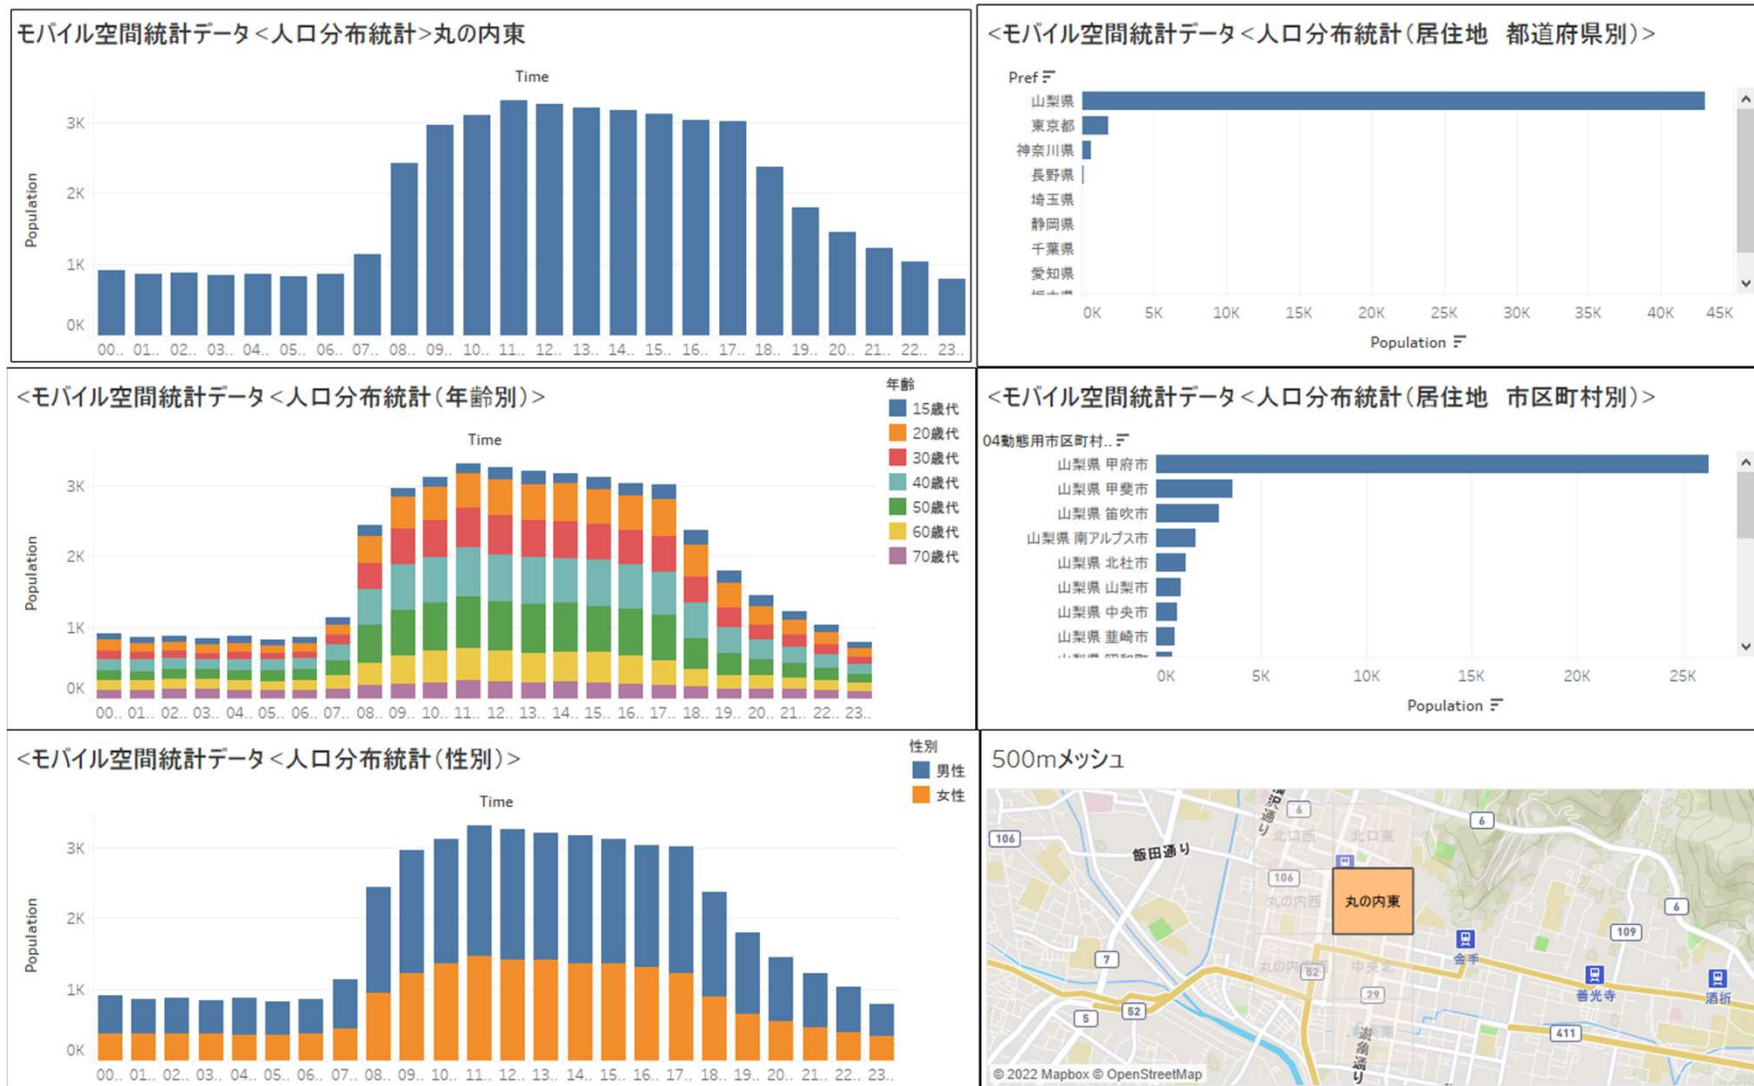 モバイル空間統計データ<人口分布統計>丸の内東
Time
Population
3K
2K
1K
0K
00.. 01.. 02.. 03.. 04.. 05.. 06.. 07.. 08.. 09.. 10.. 11.. 12.. 13.. 14.. 15.. 16.. 17.. 18.. 19.. 20.. 21.. 22.. 23..
<モバイル空間統計データ<人口分布統計(居住地 都道府県別)>
Pref
山梨県
東京都
神奈川県
長野県
埼玉県
静岡県
千葉県
愛知県
0K 5K 10K 15K 20K 25K 30K 35K 40K 45K
Population
<モバイル空間統計データ<人口分布統計(年齢別)>
年齢
15歳代
20歳代
30歳代
40歳代
50歳代
60歳代
70歳代
Time
Population
3K
2K
1K
0K
00.. 01.. 02.. 03.. 04.. 05.. 06.. 07.. 08.. 09.. 10.. 11.. 12.. 13.. 14.. 15.. 16.. 17.. 18.. 19.. 20.. 21.. 22.. 23..
<モバイル空間統計データ<人口分布統計(居住地 市区町村別)>
04動態用市区町村..
山梨県 甲府市
山梨県 甲斐市
山梨県 笛吹市
山梨県 南アルプス市
山梨県 北杜市
山梨県 山梨市
山梨県 中央市
山梨県 韮崎市
0K 5K 10K 15K 20K 25K
Population
<モバイル空間統計データ<人口分布統計(性別)>
性別
男性
女性
Time
Population
3K
2K
1K
0K
00.. 01.. 02.. 03.. 04.. 05.. 06.. 07.. 08.. 09.. 10.. 11.. 12.. 13.. 14.. 15.. 16.. 17.. 18.. 19.. 20.. 21.. 22.. 23..
500mメッシュ
6
6
106
北口西
北口東
飯田通り
106
丸の内西
丸の内東
6
109
7
52
中央北
金手
善光寺
酒折
29
5
52
411
© 2022 Mapbox © OpenStreetMap